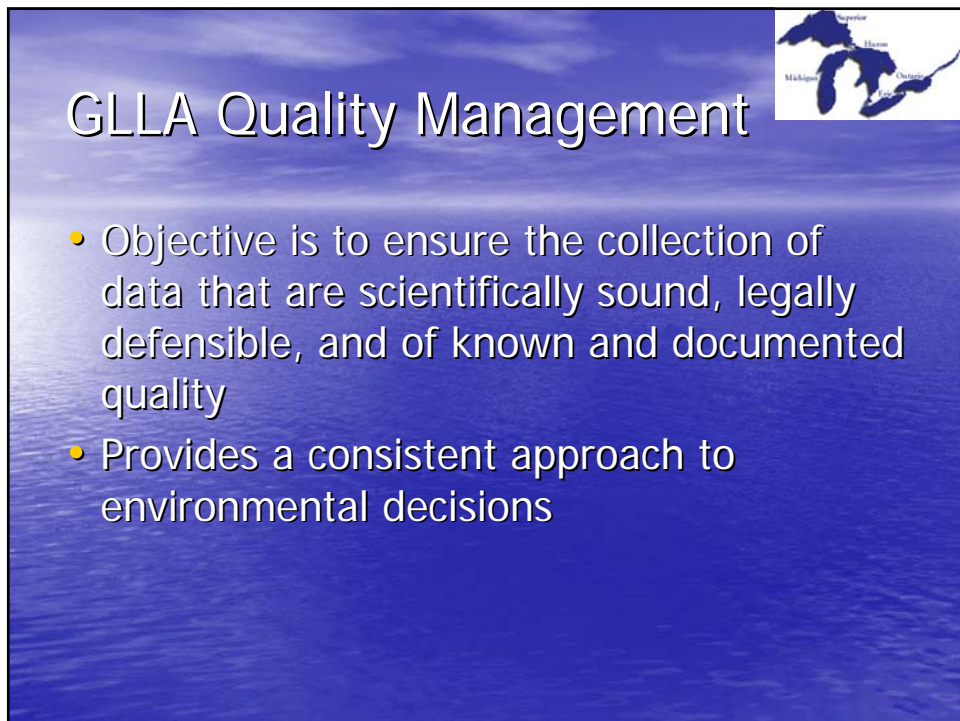 Superior
Huron
Michigan
Ontario
Erie
GLLA Quality Management
• Objective is to ensure the collection of
data that are scientifically sound, legally
defensible, and of known and documented
quality
• Provides a consistent approach to
environmental decisions